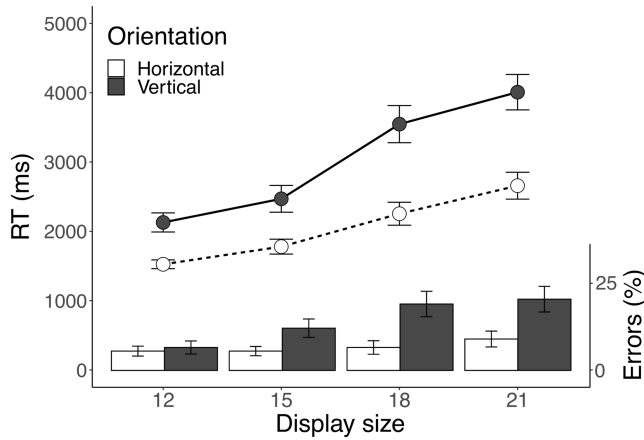 Orientation
Horizontal
Vertical
RT (ms)
5000
4000
3000
2000
1000
0
25
0
Errors (%)
12 15 18 21
Display size